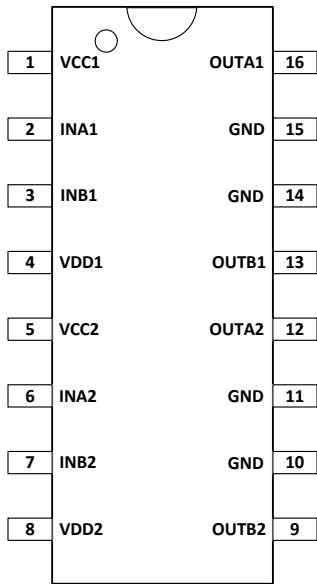 1 VCC1 OUTA1 16
2 INA1 GND 15
3 INB1 GND 14
4 VDD1 OUTB1 13
5 VCC2 OUTA2 12
6 INA2 GND 11
7 INB2 GND 10
8 VDD2 OUTB2 9